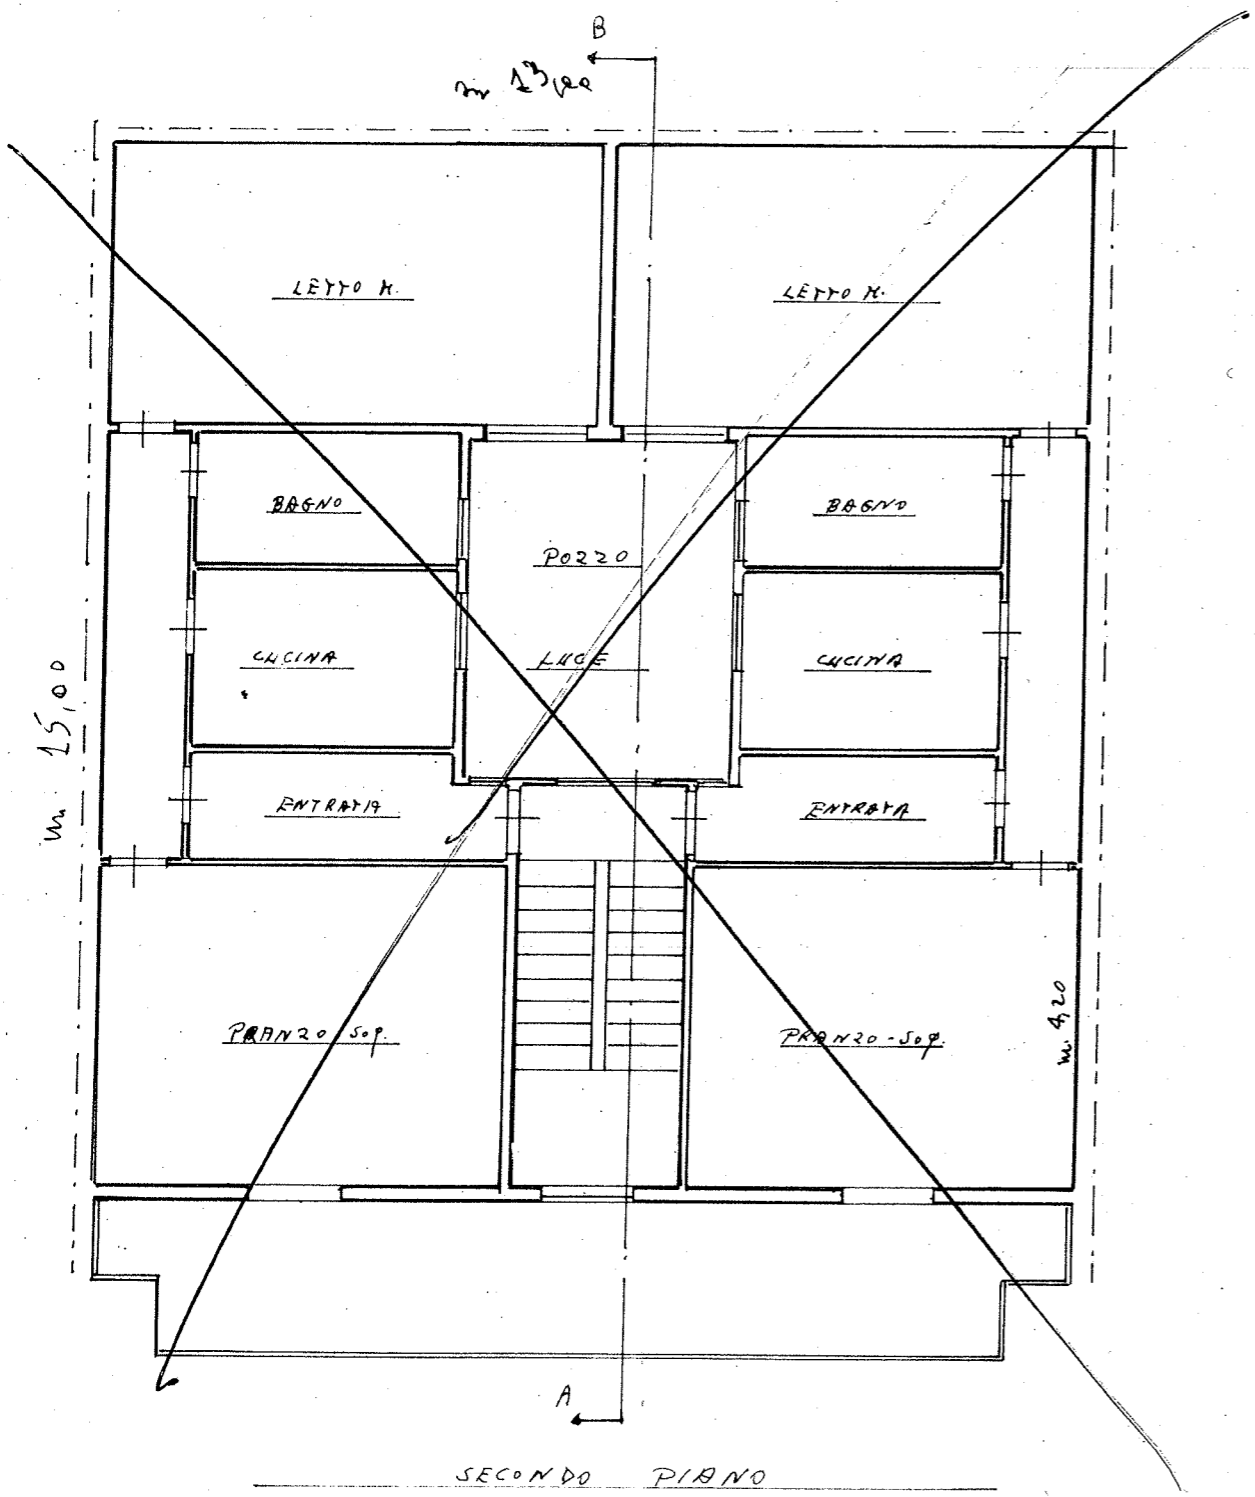 B
m 13,00
LETTO M.
LETTO M.
BAGNO
BAGNO
POZZO
LUCE
CUCINA
CUCINA
m. 15,00
ENTRATA
ENTRATA
PRANZO-SOG.
PRANZO-SOG.
m. 4,20
A
SECONDO PIANO